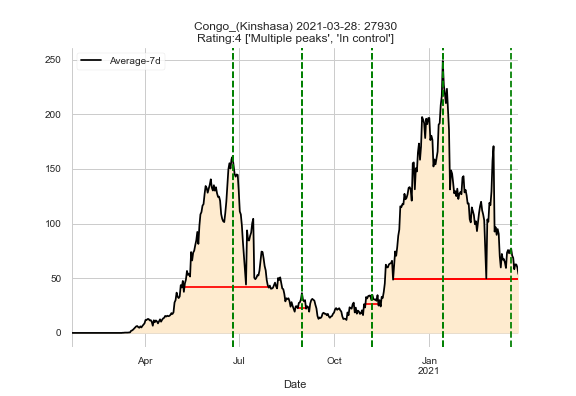 Congo_(Kinshasa) 2021-03-28: 27930
Rating:4 ['Multiple peaks', 'In control']
Average-7d
250
200
150
100
50
0
Apr
Jul
Oct
Jan
2021
Date